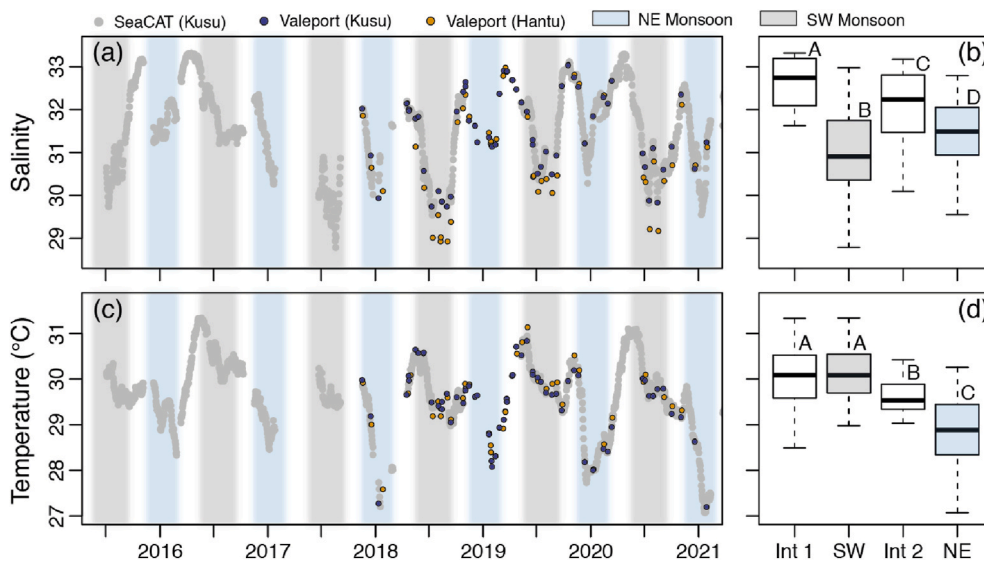 SeaCAT (Kusu) Valeport (Kusu) Valeport (Hantu) NE Monsoon SW Monsoon
(a)
Salinity
33
32
31
30
29
(b)
A
B
C
D
(c)
Temperature (°C)
31
30
29
28
27
2016 2017 2018 2019 2020 2021
(d)
A
A
B
C
Int 1 SW Int 2 NE